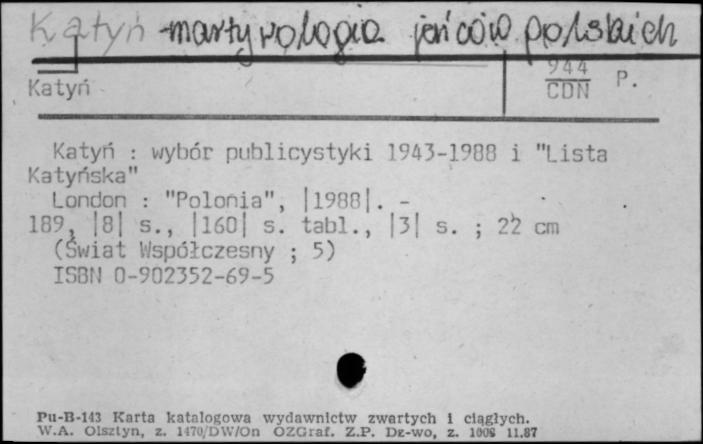 Katyń - martyrologia jeńców polskich
944
CDN P.
Katyń
Katyń : wybór publicystyki 1943-1988 i "Lista
Katyńska"
London : "Polonia", |1988|. -
189, |8| s., |160| s. tabl., |3| s. ; 22 cm
(Świat Współczesny ; 5)
ISBN 0-902352-69-5
Pu-B-143 Karta katalogowa wydawnictw zwartych i ciągłych.
W.A. Olsztyn, z. 1470/DW/On OZGraf. Z.P. Dz-wo, z. 1008 11.87